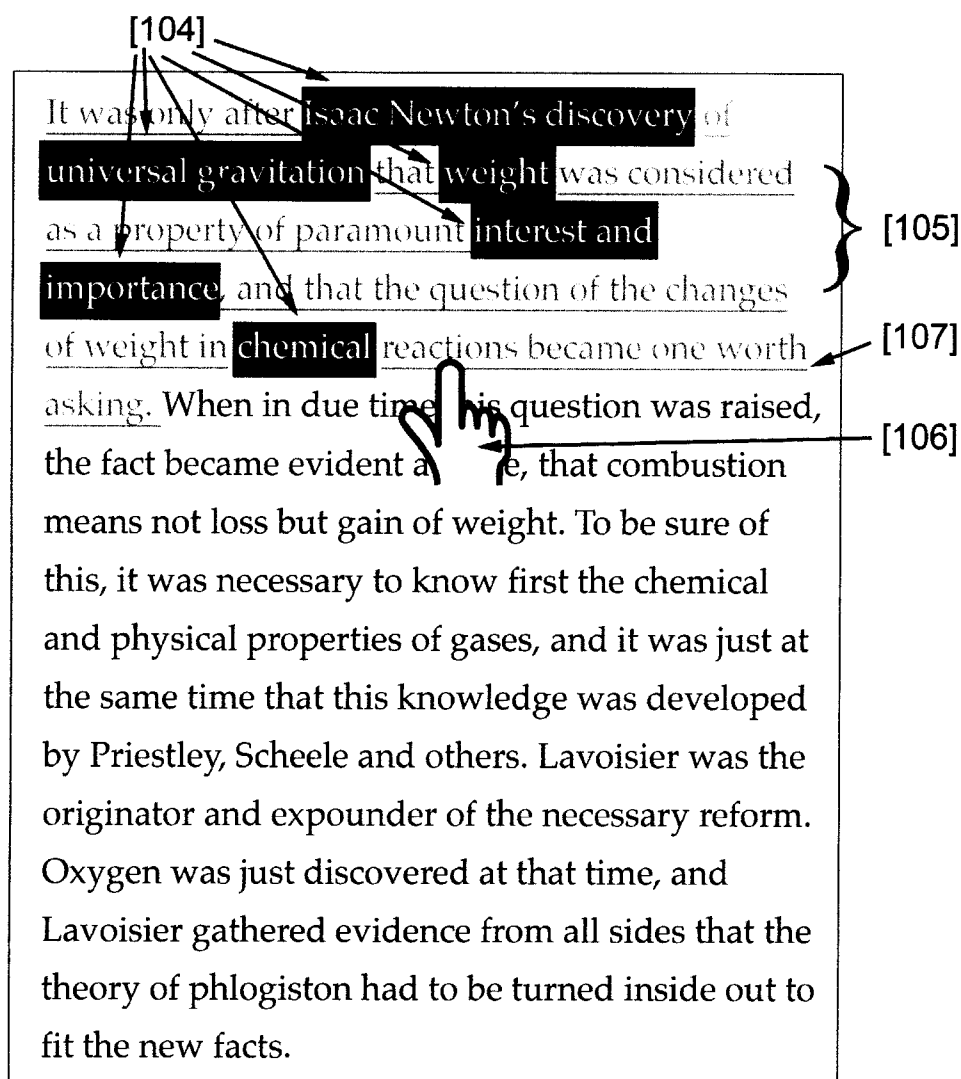 [104]
It was only after Isaac Newton's discovery of
universal gravitation that weight was considered
as a property of paramount interest and
[105]
importance, and that the question of the changes
of weight in chemical reactions became one worth
[107]
asking. When in due time question was raised,
[106]
the fact became evident that combustion
means not loss but gain of weight. To be sure of
this, it was necessary to know first the chemical
and physical properties of gases, and it was just at
the same time that this knowledge was developed
by Priestley, Scheele and others. Lavoisier was the
originator and expounder of the necessary reform.
Oxygen was just discovered at that time, and
Lavoisier gathered evidence from all sides that the
theory of phlogiston had to be turned inside out to
fit the new facts.